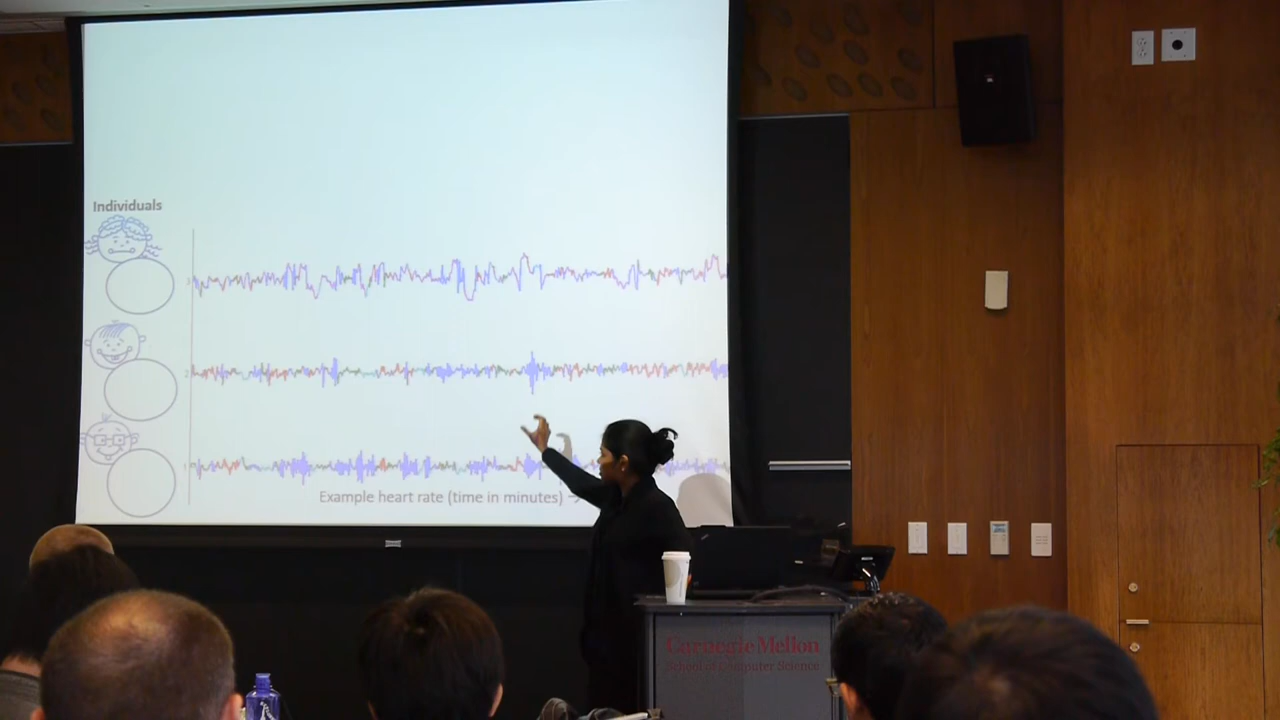 Individuals
Example heart rate (time in minutes) →
Carnegie Mellon
School of Computer Science